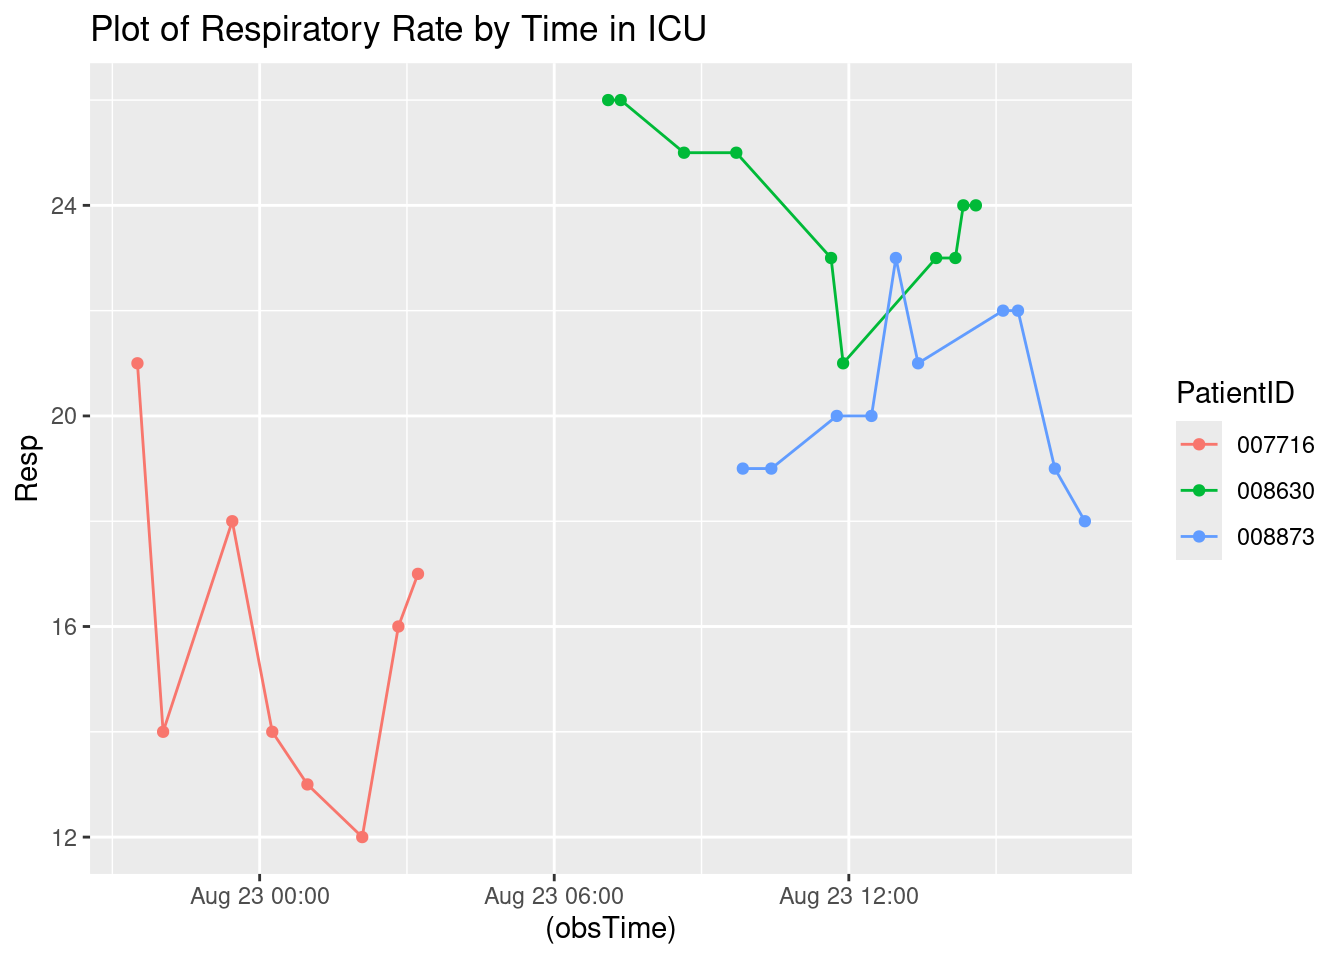 Plot of Respiratory Rate by Time in ICU
Resp
24
20
16
12
Aug 23 00:00
Aug 23 06:00
Aug 23 12:00
(obsTime)
PatientID
007716
008630
008873